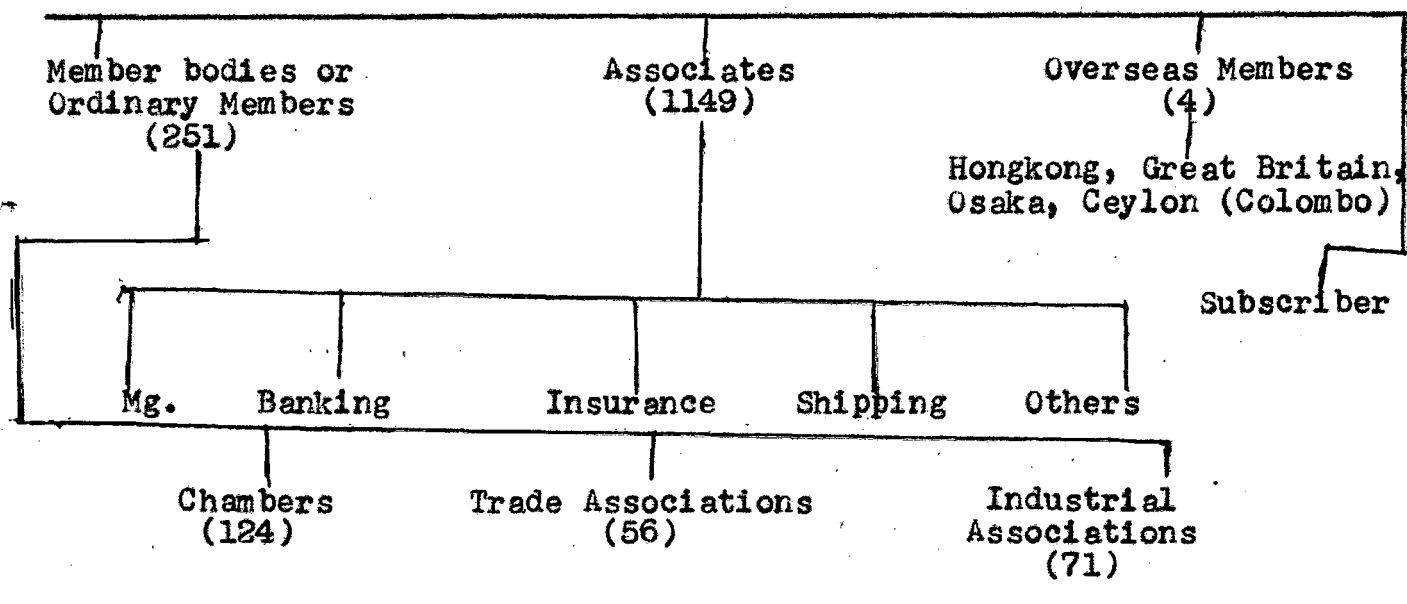 Member bodies or
Ordinary Members
(251)
Associates
(1149)
Overseas Members
(4)
Hongkong, Great Britain,
Osaka, Ceylon (Colombo)
Subscriber
Mg.
Banking
Insurance
Shipping
Others
Chambers
(124)
Trade Associations
(56)
Industrial
Associations
(71)